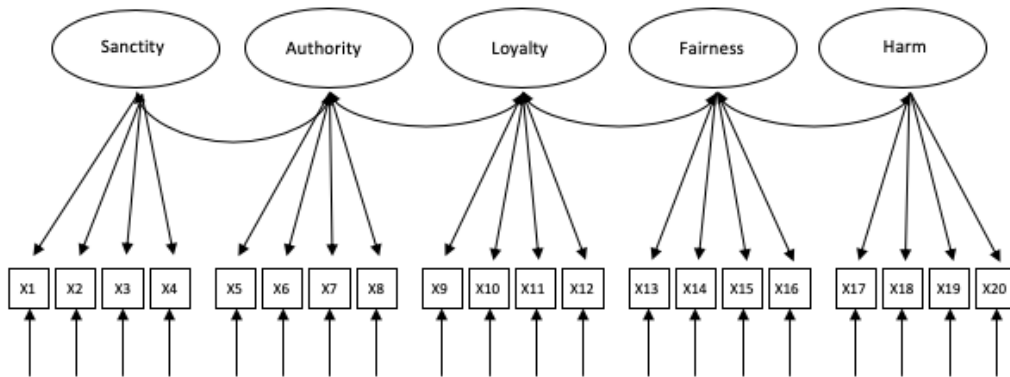 Sanctity Authority Loyalty Fairness Harm
X1 X2 X3 X4 X5 X6 X7 X8 X9 X10 X11 X12 X13 X14 X15 X16 X17 X18 X19 X20